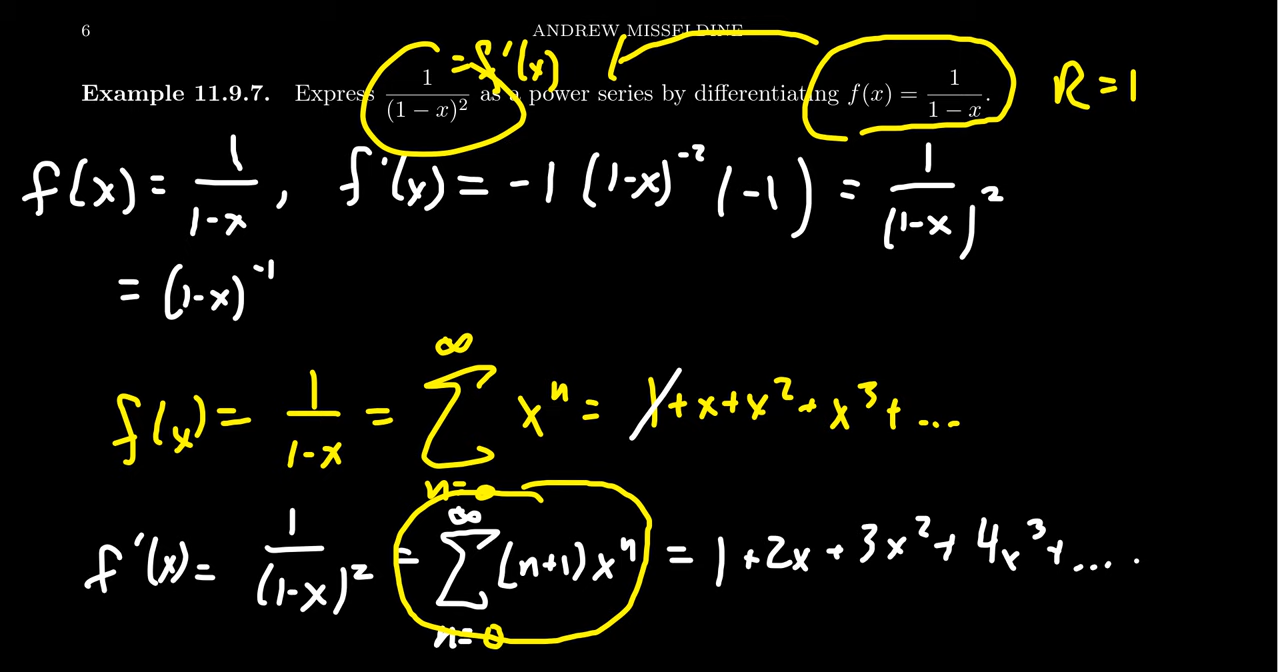 6 ANDREW MISSELDINE
Example 11.9.7. Express 1/(1 − x)² as a power series by differentiating f(x) = 1/(1 − x).
= f'(x)
R = 1
f(x) = 1/(1-x), f'(x) = -1 (1-x)^-2 (-1) = 1/(1-x)^2
= (1-x)^-1
f(x) = 1/(1-x) = ∑_{n=0}^{∞} x^n = 1 + x + x^2 + x^3 + ...
f'(x) = 1/(1-x)^2 = ∑_{n=0}^{∞} (n+1) x^n = 1 + 2x + 3x^2 + 4x^3 + ....